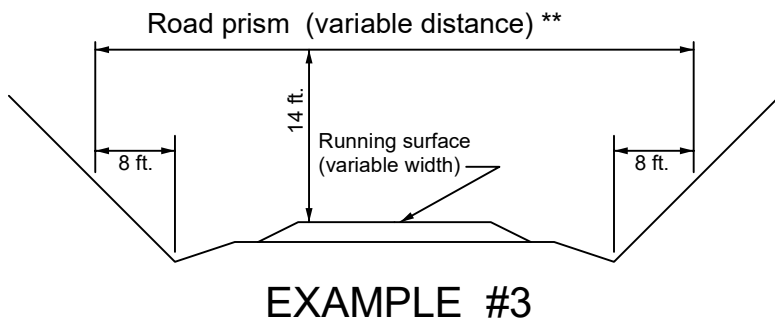 Road prism (variable distance) **
14 ft.
Running surface
(variable width)
8 ft.
8 ft.
EXAMPLE #3